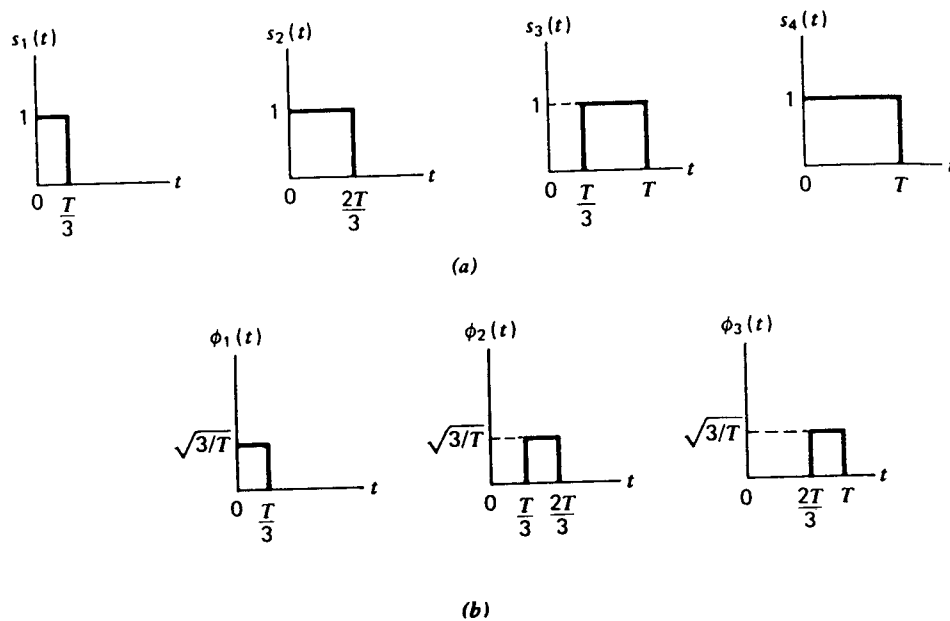 s₁(t) s₂(t) s₃(t) s₄(t)
1 1 1 1
t t t t
0 T/3 0 2T/3 0 T/3 T 0 T
(a)
ϕ₁(t) ϕ₂(t) ϕ₃(t)
√3/T √3/T √3/T
t t t
0 T/3 0 T/3 2T/3 0 2T/3 T
(b)